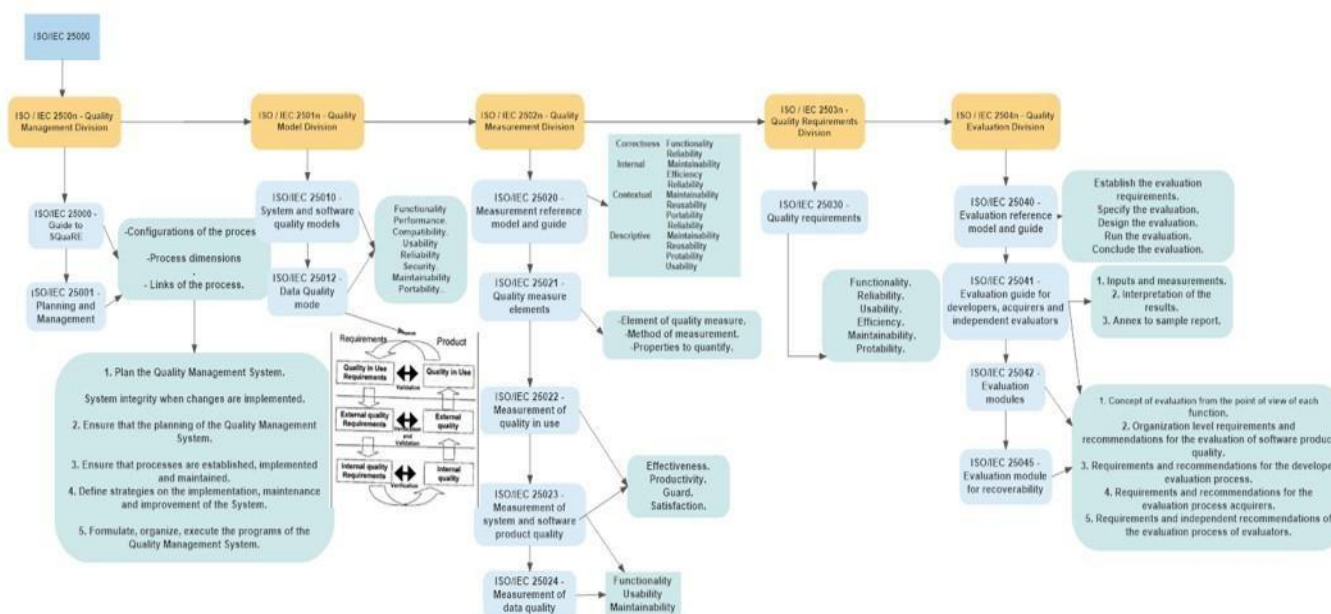 ISO/IEC 25000
ISO / IEC 2500n - Quality
Management Division
ISO / IEC 2501n - Quality
Model Division
ISO / IEC 2502n - Quality
Measurement Division
ISO / IEC 2503n -
Quality Requirements
Division
ISO / IEC 2504n - Quality
Evaluation Division
ISO/IEC 25000 -
Guide to
SQuaRE
ISO/IEC 25001 -
Planning and
Management
-Configurations of the proces
-Process dimensions
.
- Links of the process.
1. Plan the Quality Management System.
System integrity when changes are implemented.
2. Ensure that the planning of the Quality Management
System.
3. Ensure that processes are established, implemented
and maintained.
4. Define strategies on the implementation, maintenance
and improvement of the System.
5. Formulate, organize, execute the programs of the
Quality Management System.
ISO/IEC 25010 -
System and software
quality models
ISO/IEC 25012 -
Data Quality
mode
Functionality
Performance.
Compatibility.
Usability
Reliability
Security.
Maintainability
Portability.
Requirements Product
Quality in Use
Requirements
Quality in Use
Validation
External quality
Requirements
External
quality
Verification
and
Validation
Internal quality
Requirements
Internal
quality
Verification
ISO/IEC 25020 -
Measurement reference
model and guide
Correctness Functionality
Reliability
Internal Maintainability
Efficiency
Reliability
Contextual Maintainability
Reusability
Portability
Reliability
Descriptive Maintainability
Reusability
Protability
Usability
ISO/IEC 25021 -
Quality measure
elements
-Element of quality measure.
-Method of measurement.
-Properties to quantify.
ISO/IEC 25022 -
Measurement of
quality in use
ISO/IEC 25023 -
Measurement of
system and software
product quality
Effectiveness.
Productivity.
Guard.
Satisfaction.
ISO/IEC 25024 -
Measurement of
data quality
Functionality
Usability
Maintainability
ISO/IEC 25030 -
Quality requirements
Functionality.
Reliability.
Usability.
Efficiency.
Maintainability.
Protability.
ISO/IEC 25040 -
Evaluation reference
model and guide
Establish the evaluation
requirements.
Specify the evaluation.
Design the evaluation.
Run the evaluation.
Conclude the evaluation.
ISO/IEC 25041 -
Evaluation guide for
developers, acquirers and
independent evaluators
1. Inputs and measurements.
2. Interpretation of the
results.
3. Annex to sample report.
ISO/IEC 25042 -
Evaluation
modules
ISO/IEC 25045 -
Evaluation module
for recoverability
1. Concept of evaluation from the point of view of each
function.
2. Organization level requirements and
recommendations for the evaluation of software produc
quality.
3. Requirements and recommendations for the develope
evaluation process.
4. Requirements and recommendations for the
evaluation process acquirers.
5. Requirements and independent recommendations of
the evaluation process of evaluators.